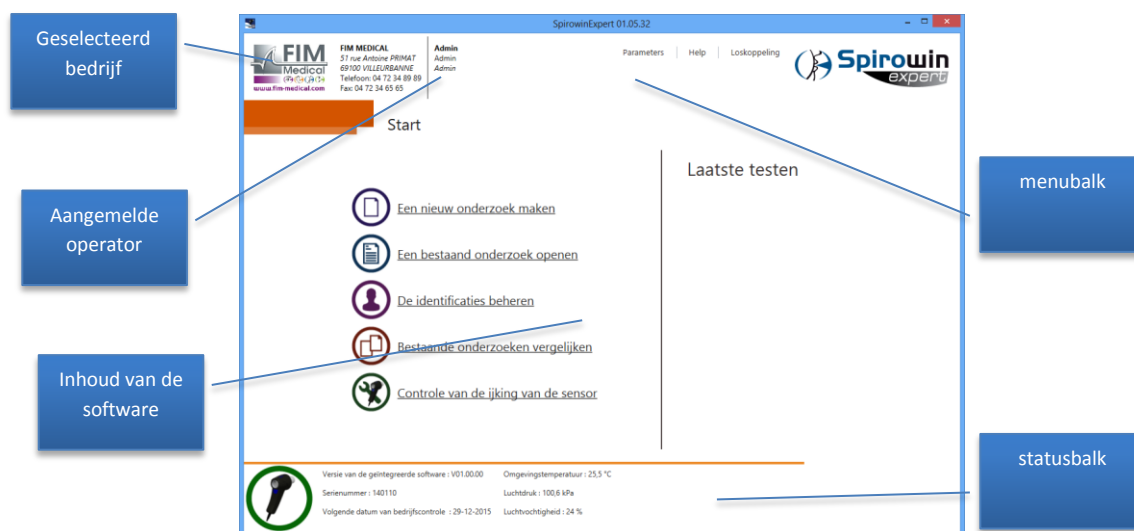 Geselecteerd
bedrijf
Aangemelde
operator
Inhoud van de
software
SpirowinExpert 01.05.32
FIM
Medical
www.fim-medical.com
FIM MEDICAL
51 rue Antoine PRIMAT
69100 VILLEURBANNE
Telefoon: 04 72 34 89 89
Fax: 04 72 34 65 65
Admin
Admin
Admin
Parameters
Help
Loskoppeling
Spirowin
expert
Start
Een nieuw onderzoek maken
Een bestaand onderzoek openen
De identificaties beheren
Bestaande onderzoeken vergelijken
Controle van de ijking van de sensor
Laatste testen
Versie van de geïntegreerde software : V01.00.00
Serienummer : 140110
Volgende datum van bedrijfscontrole : 29-12-2015
Omgevingstemperatuur : 25,5 °C
Luchtdruk : 100,6 kPa
Luchtvochtigheid : 24 %
menubalk
statusbalk